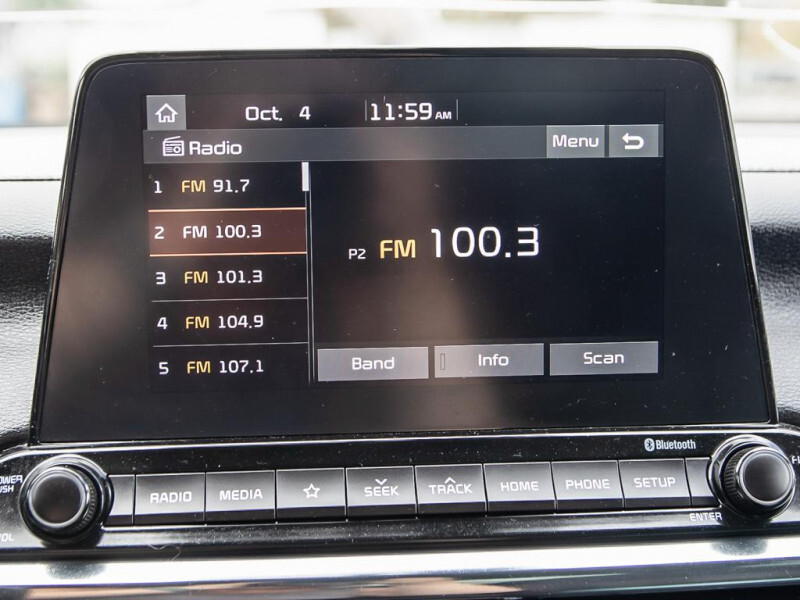 Oct. 4 11:59 AM
Radio Menu
1 FM 91.7
2 FM 100.3
3 FM 101.3
4 FM 104.9
5 FM 107.1
P2 FM 100.3
Band Info Scan
Bluetooth
RADIO MEDIA SEEK TRACK HOME PHONE SETUP
ENTER